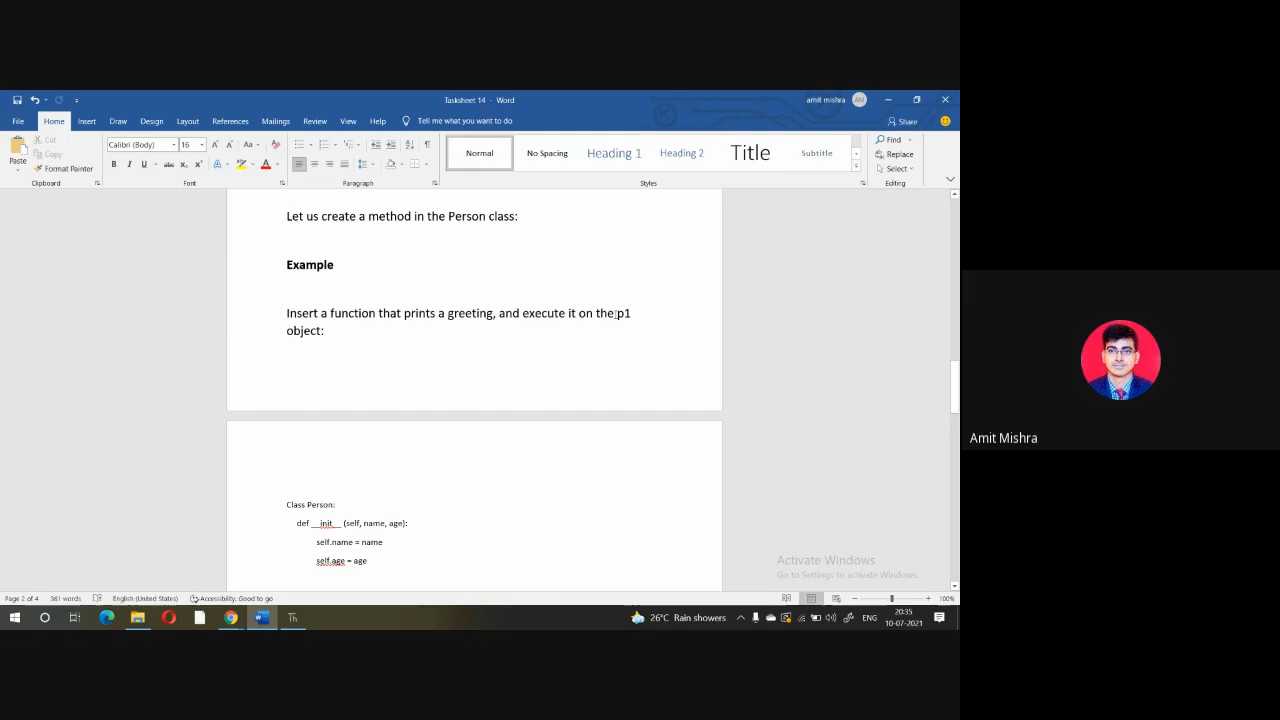 Tasksheet 14 - Word
amit mishra
AM
File Home Insert Draw Design Layout References Mailings Review View Help Tell me what you want to do
Share
Paste
Cut
Copy
Format Painter
Clipboard
Calibri (Body) 16
Font
Paragraph
Normal
No Spacing
Heading 1
Heading 2
Title
Subtitle
Styles
Find
Replace
Select
Editing
Let us create a method in the Person class:
Example
Insert a function that prints a greeting, and execute it on the p1
object:
Class Person:
def __init__ (self, name, age):
self.name = name
self.age = age
Activate Windows
Go to Settings to activate Windows.
Page 2 of 4 361 words English (United States) Accessibility: Good to go 100%
26°C Rain showers ENG 20:35
10-07-2021
Amit Mishra